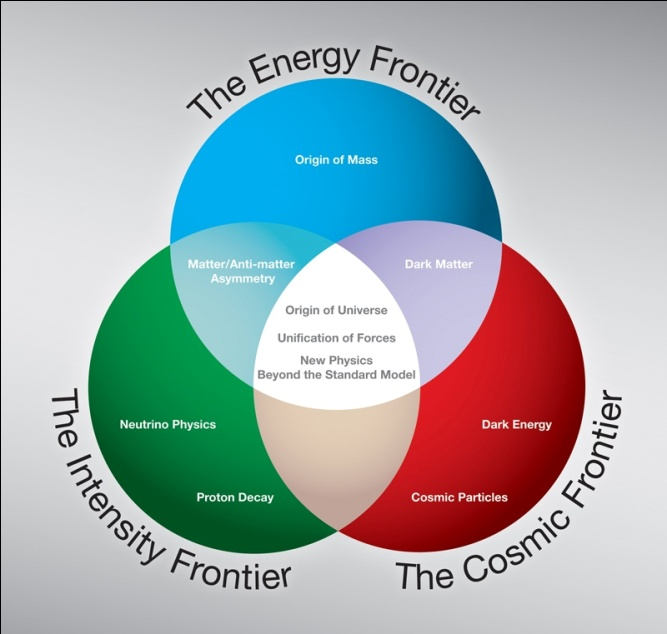 The Energy Frontier
Origin of Mass
Matter/Anti-matter
Asymmetry
Dark Matter
Origin of Universe
Unification of Forces
New Physics
Beyond the Standard Model
Neutrino Physics
Dark Energy
Proton Decay
Cosmic Particles
The Intensity Frontier
The Cosmic Frontier